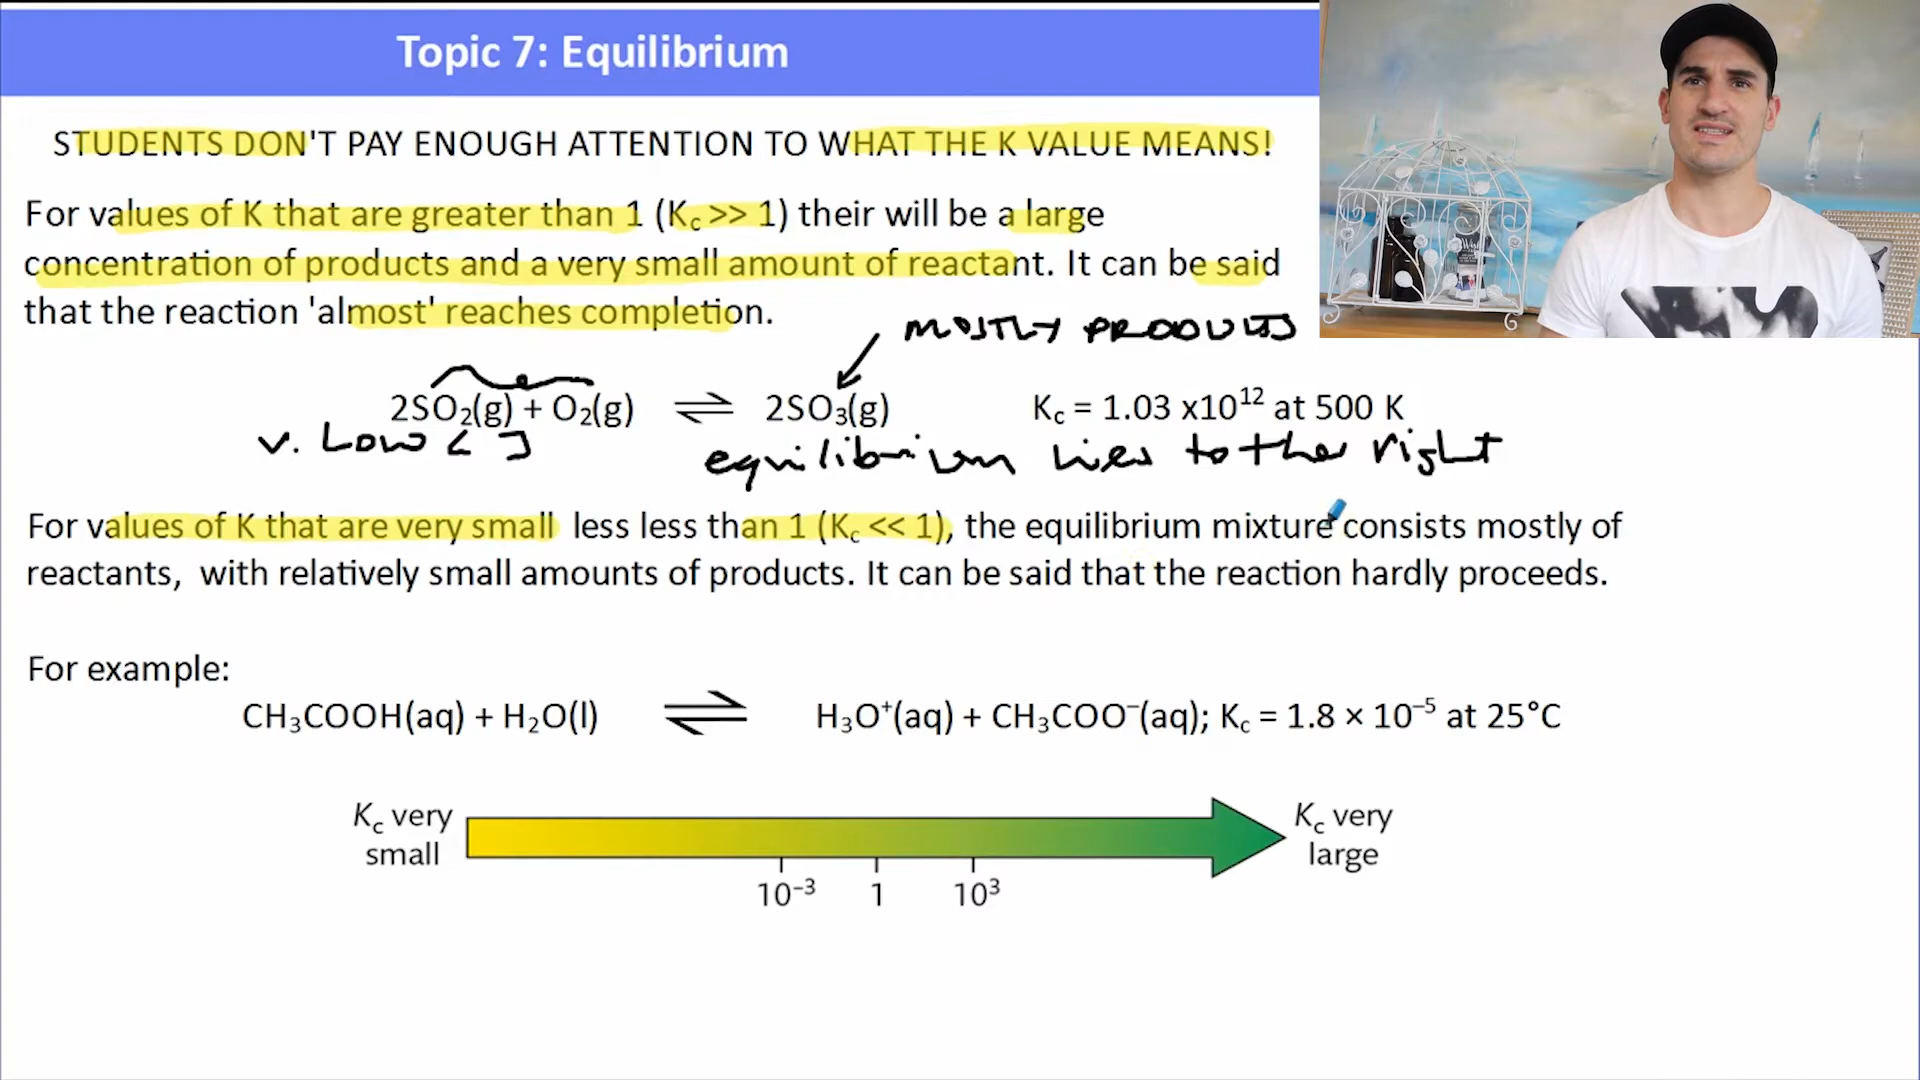 Topic 7: Equilibrium
STUDENTS DON'T PAY ENOUGH ATTENTION TO WHAT THE K VALUE MEANS!
For values of K that are greater than 1 (Kc >> 1) their will be a large
concentration of products and a very small amount of reactant. It can be said
that the reaction 'almost' reaches completion.
MOSTLY PRODUCTS
2SO₂(g) + O₂(g) ⇌ 2SO₃(g) Kc = 1.03 x10¹² at 500 K
v. Low [ ]
equilibrium lies to the right
For values of K that are very small less less than 1 (Kc << 1), the equilibrium mixture consists mostly of
reactants, with relatively small amounts of products. It can be said that the reaction hardly proceeds.
For example:
CH₃COOH(aq) + H₂O(l) ⇌ H₃O⁺(aq) + CH₃COO⁻(aq); Kc = 1.8 × 10⁻⁵ at 25°C
Kc very
small
10⁻³ 1 10³
Kc very
large